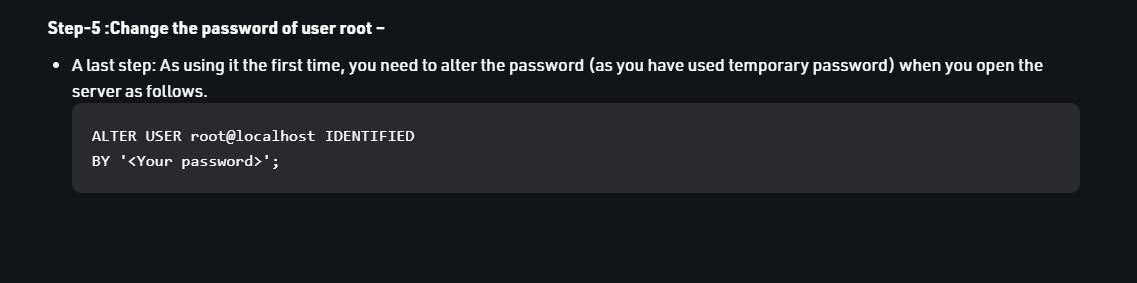 Step-5 :Change the password of user root –
• A last step: As using it the first time, you need to alter the password (as you have used temporary password) when you open the
server as follows.
ALTER USER root@localhost IDENTIFIED
BY '<Your password>';